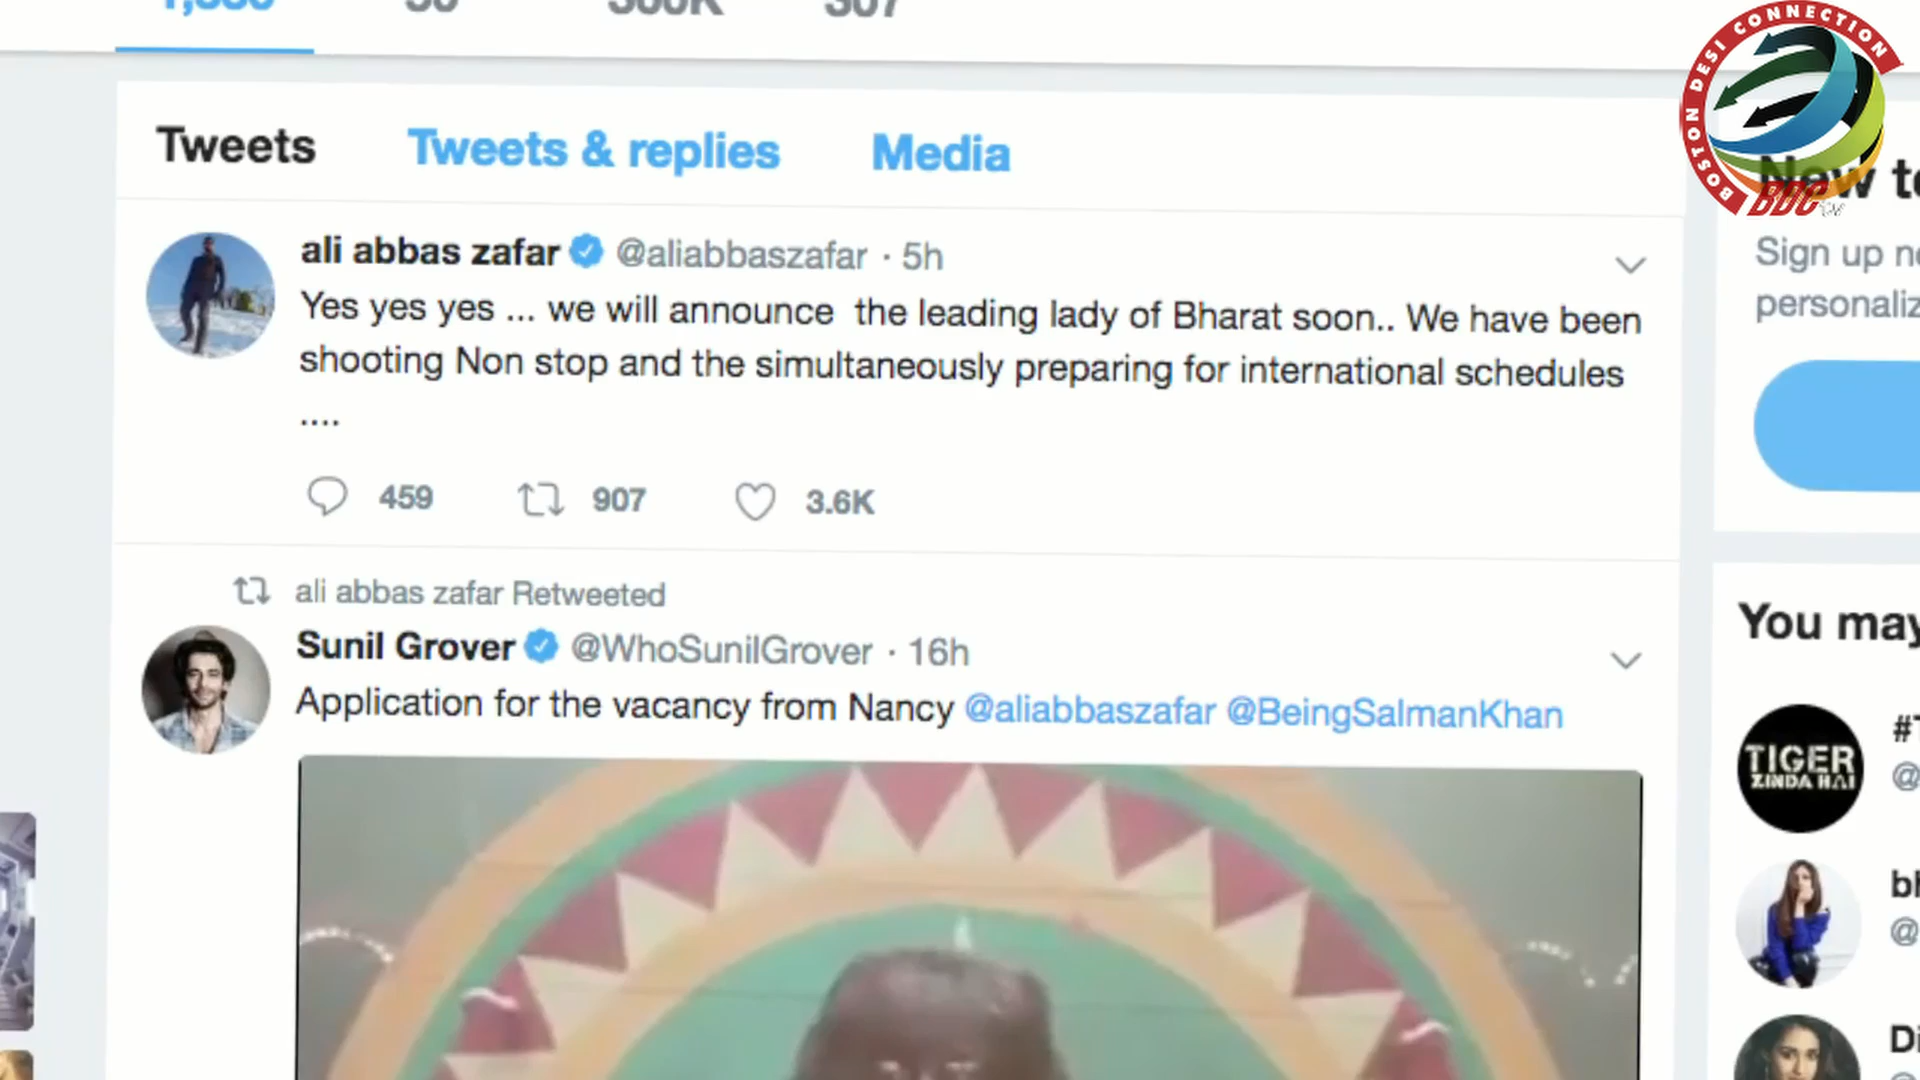 BOSTON DESI CONNECTION
BDC
Tweets Tweets & replies Media
ali abbas zafar @aliabbaszafar · 5h
Yes yes yes ... we will announce the leading lady of Bharat soon.. We have been
shooting Non stop and the simultaneously preparing for international schedules
....
459 907 3.6K
ali abbas zafar Retweeted
Sunil Grover @WhoSunilGrover · 16h
Application for the vacancy from Nancy @aliabbaszafar @BeingSalmanKhan
New
Sign up
You may
TIGER
ZINDA HAI